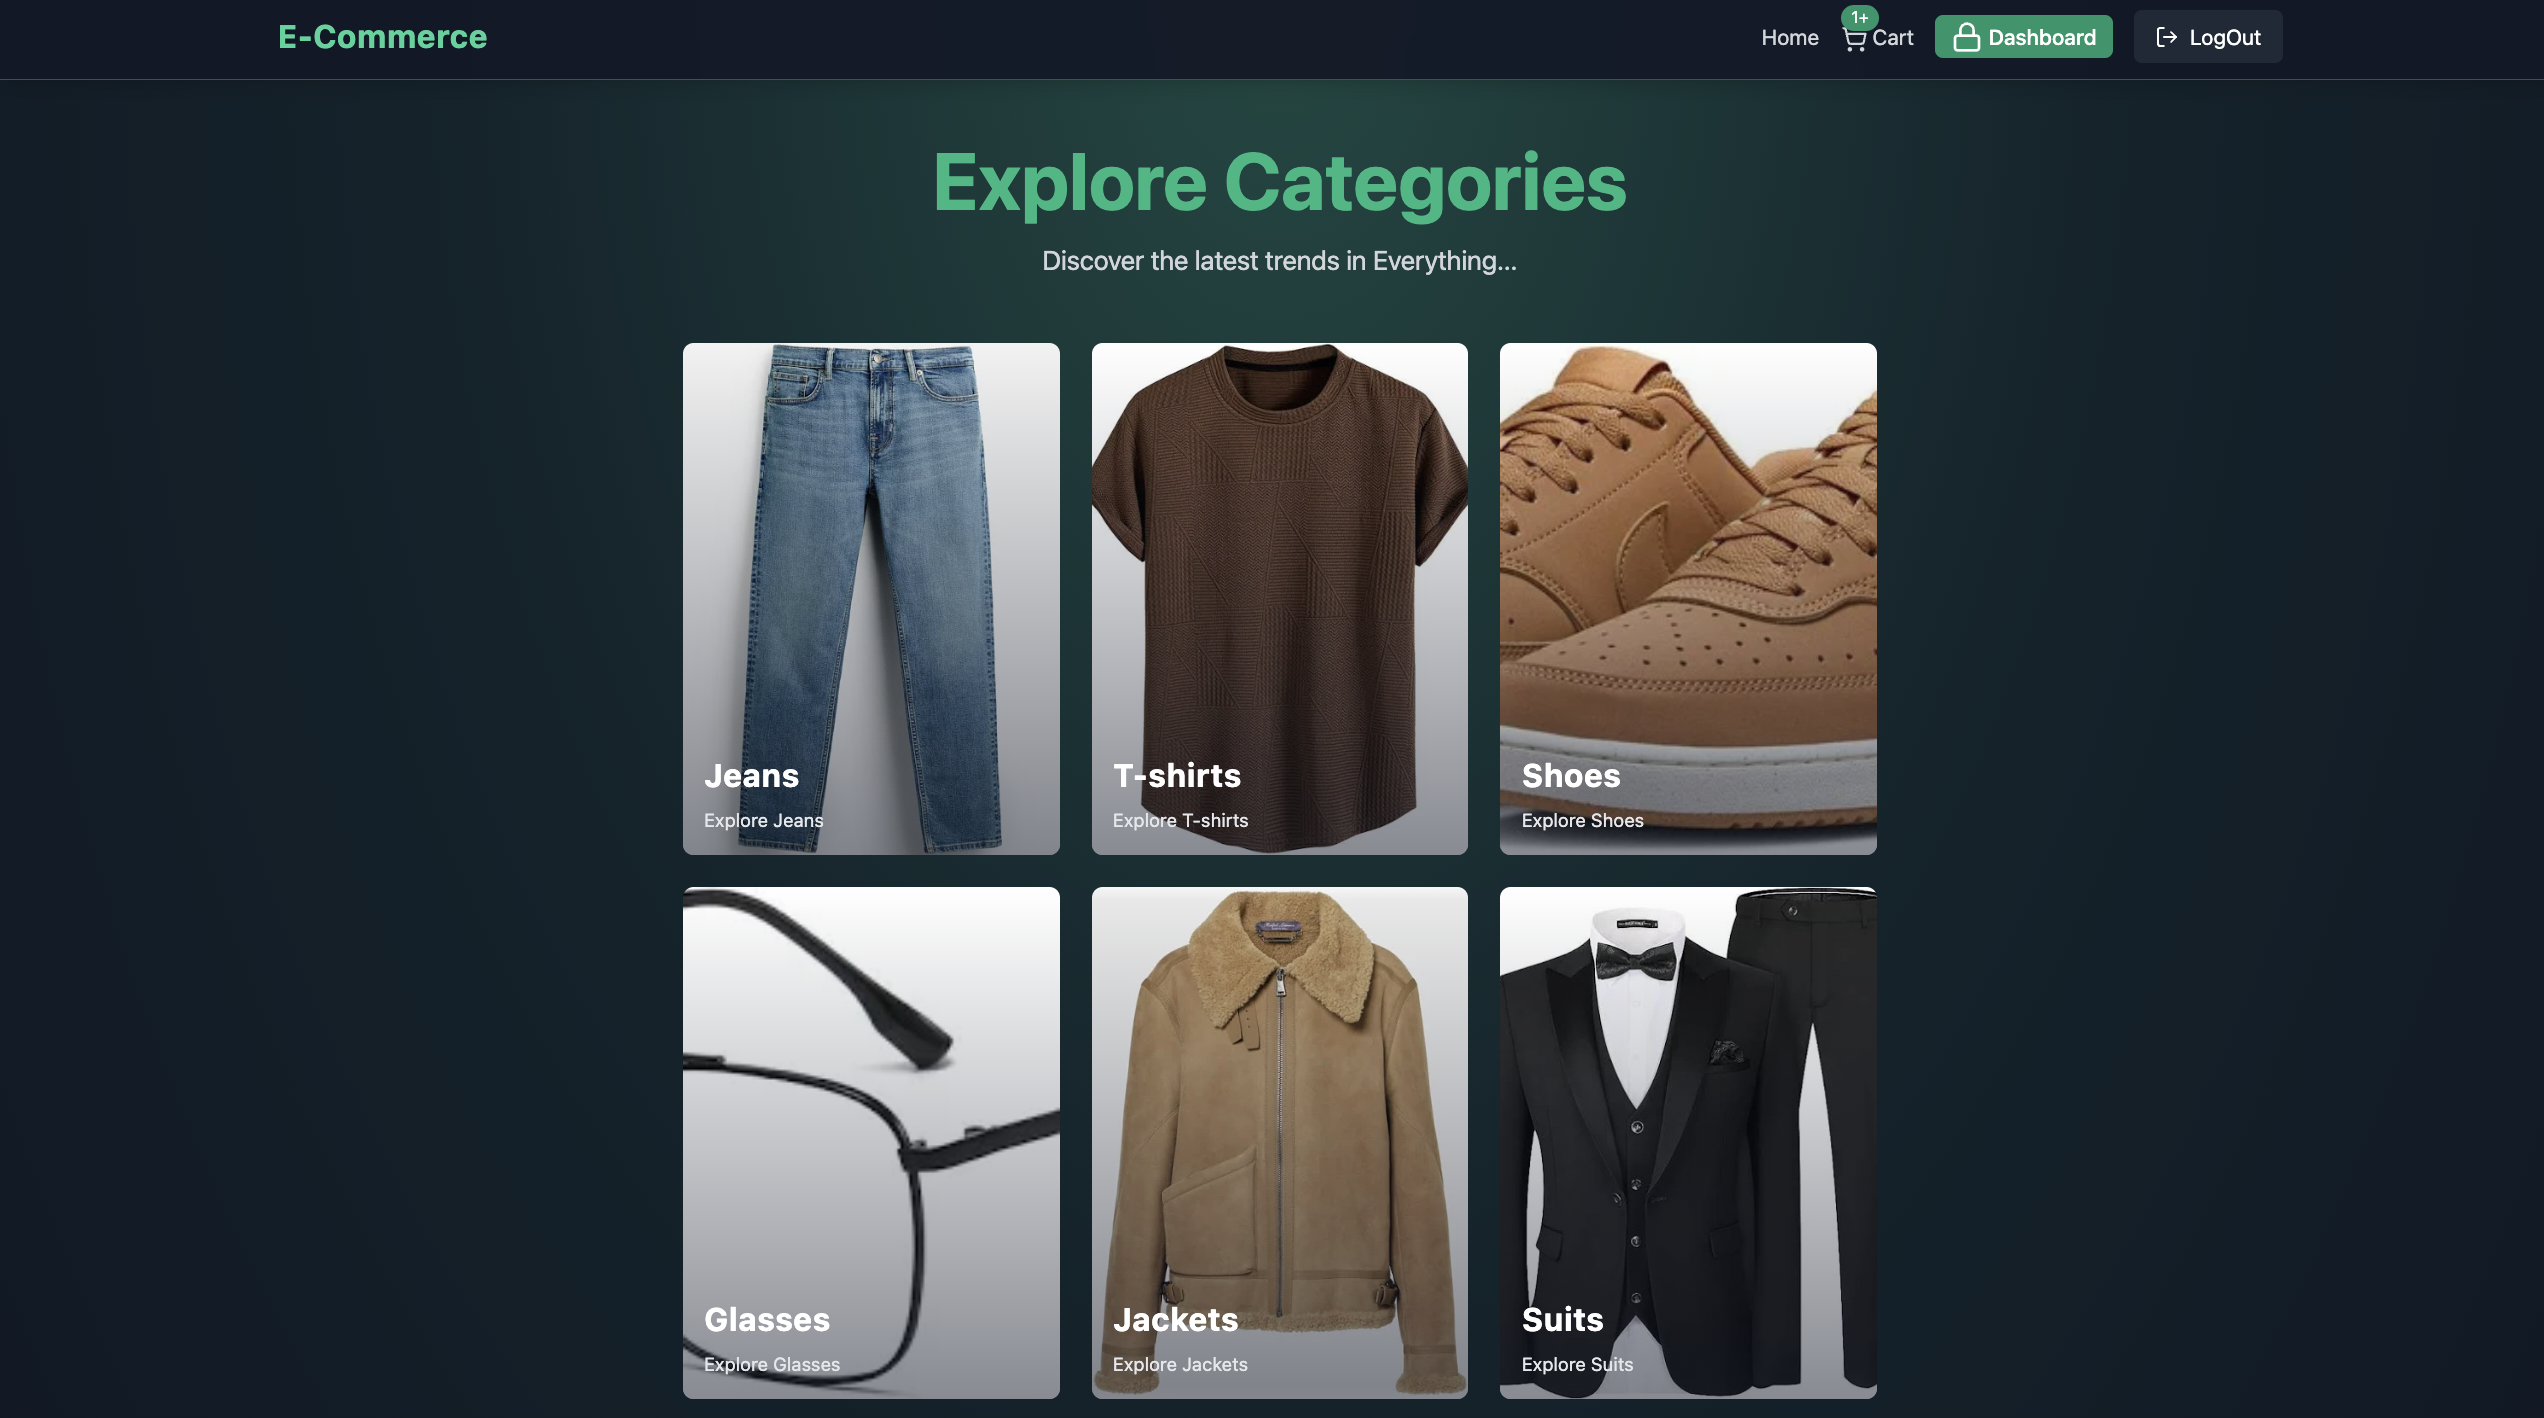 E-Commerce
Home
1+
Cart
Dashboard
LogOut
Explore Categories
Discover the latest trends in Everything...
Jeans
Explore Jeans
T-shirts
Explore T-shirts
Shoes
Explore Shoes
Glasses
Explore Glasses
Jackets
Explore Jackets
Suits
Explore Suits